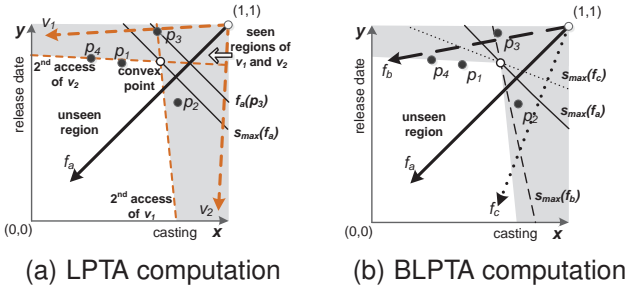 (1,1)
y
release date
v1
p3
p4
p1
2nd access
of v2
convex
point
seen
regions of
v1 and v2
p2
fa(p3)
smax(fa)
unseen
region
fa
2nd access
of v1
v2
(0,0)
casting
x
(a) LPTA computation
(1,1)
y
release date
p3
fb
p4
p1
smax(fc)
p2
smax(fa)
unseen
region
fa
fc
smax(fb)
(0,0)
casting
x
(b) BLPTA computation